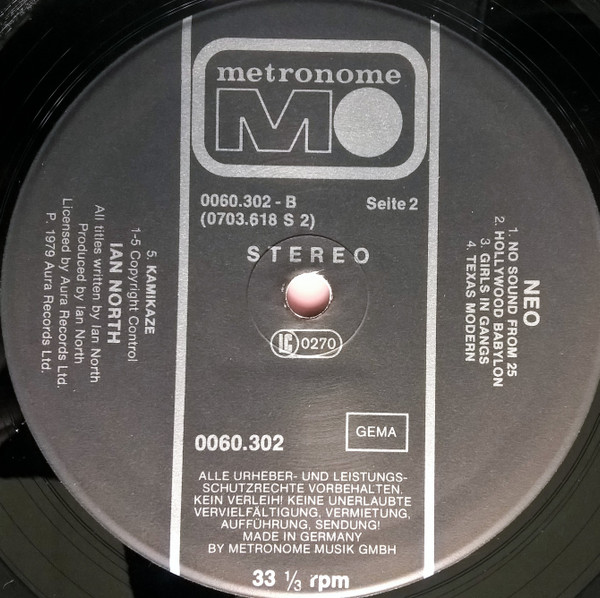 metronome
MO
0060.302 - B
Seite 2
(0703.618 S 2)
STEREO
LC 0270
0060.302
GEMA
ALLE URHEBER- UND LEISTUNGS-
SCHUTZRECHTE VORBEHALTEN.
KEIN VERLEIH! KEINE UNERLAUBTE
VERVIELFÄLTIGUNG, VERMIETUNG,
AUFFÜHRUNG, SENDUNG!
MADE IN GERMANY
BY METRONOME MUSIK GMBH
33 1/3 rpm
NEO
1. NO SOUND FROM 25
2. HOLLYWOOD BABYLON
3. GIRLS IN GANGS
4. TEXAS MODERN
5. KAMIKAZE
1-5 Copyright Control
IAN NORTH
All titles written by Ian North
Produced by Ian North
Licensed by Aura Records Ltd.
P. 1979 Aura Records Ltd.